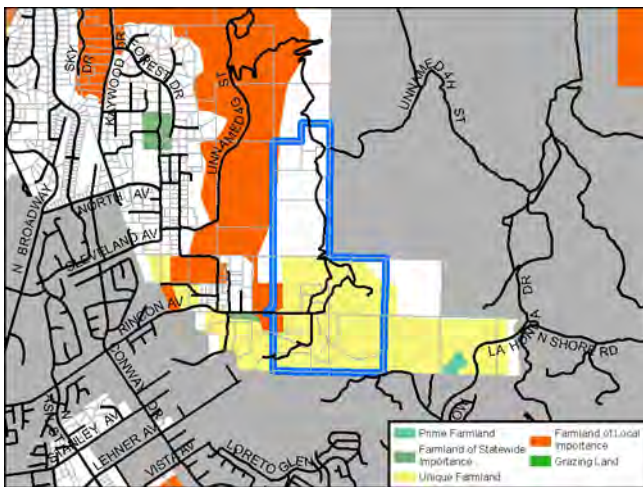 SKY DR
KAYWOOD DR
FOREST DR
UNNAMED4G ST
UNNAMED4H ST
N BROADWAY
NORTH AV
CLEVELAND AV
RINCON AV
CONWAY DR
STANLEY AV
LEHNER AV
VISTA AV
LORETO GLEN
LA HONDA DR
N SHORE RD
Prime Farmland
Farmland of Statewide Importance
Unique Farmland
Farmland of Local Importance
Grazing Land